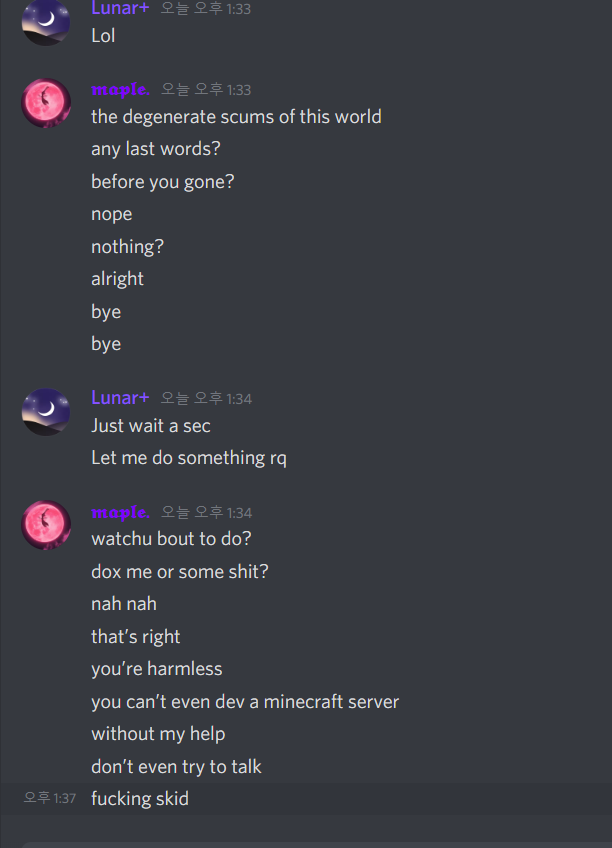 Lunar+ 오늘 오후 1:33
Lol
maple. 오늘 오후 1:33
the degenerate scums of this world
any last words?
before you gone?
nope
nothing?
alright
bye
bye
Lunar+ 오늘 오후 1:34
Just wait a sec
Let me do something rq
maple. 오늘 오후 1:34
watchu bout to do?
dox me or some shit?
nah nah
that’s right
you’re harmless
you can’t even dev a minecraft server
without my help
don’t even try to talk
오후 1:37 fucking skid